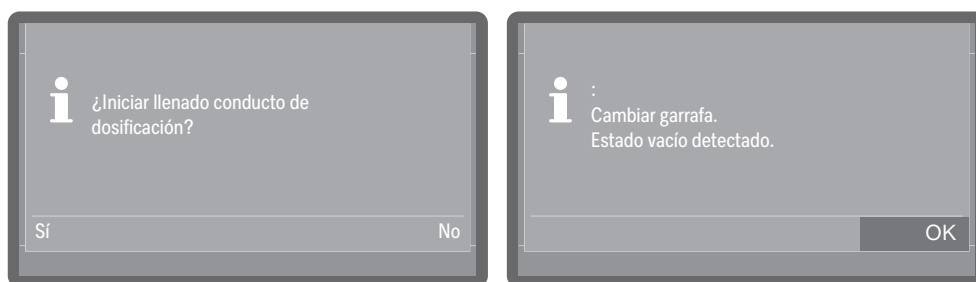 ¿Iniciar llenado conducto de
dosificación?
Sí
No
:
Cambiar garrafa.
Estado vacío detectado.
OK